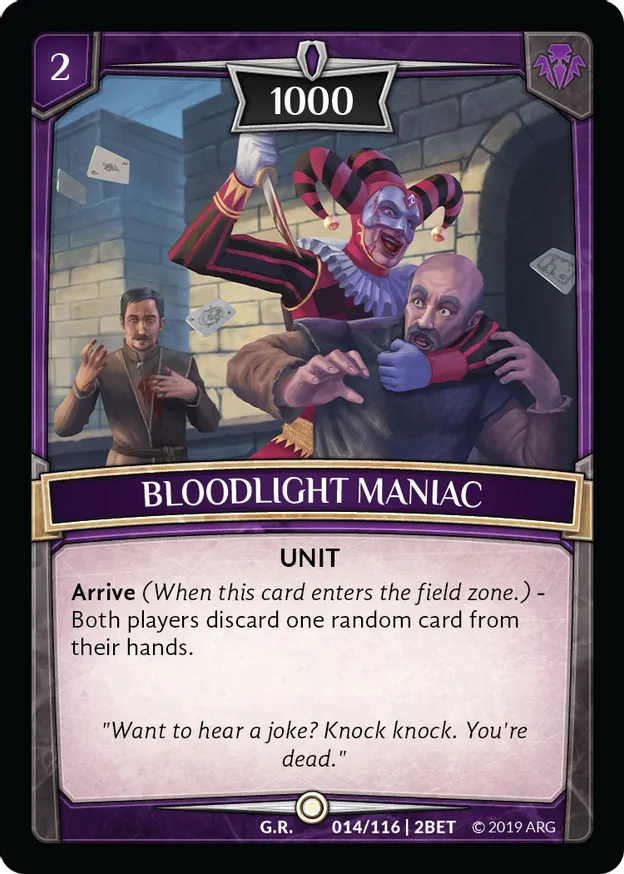 2
1000
BLOODLIGHT MANIAC
UNIT
Arrive (When this card enters the field zone.) -
Both players discard one random card from
their hands.
"Want to hear a joke? Knock knock. You're
dead."
G.R. 014/116 | 2BET © 2019 ARG